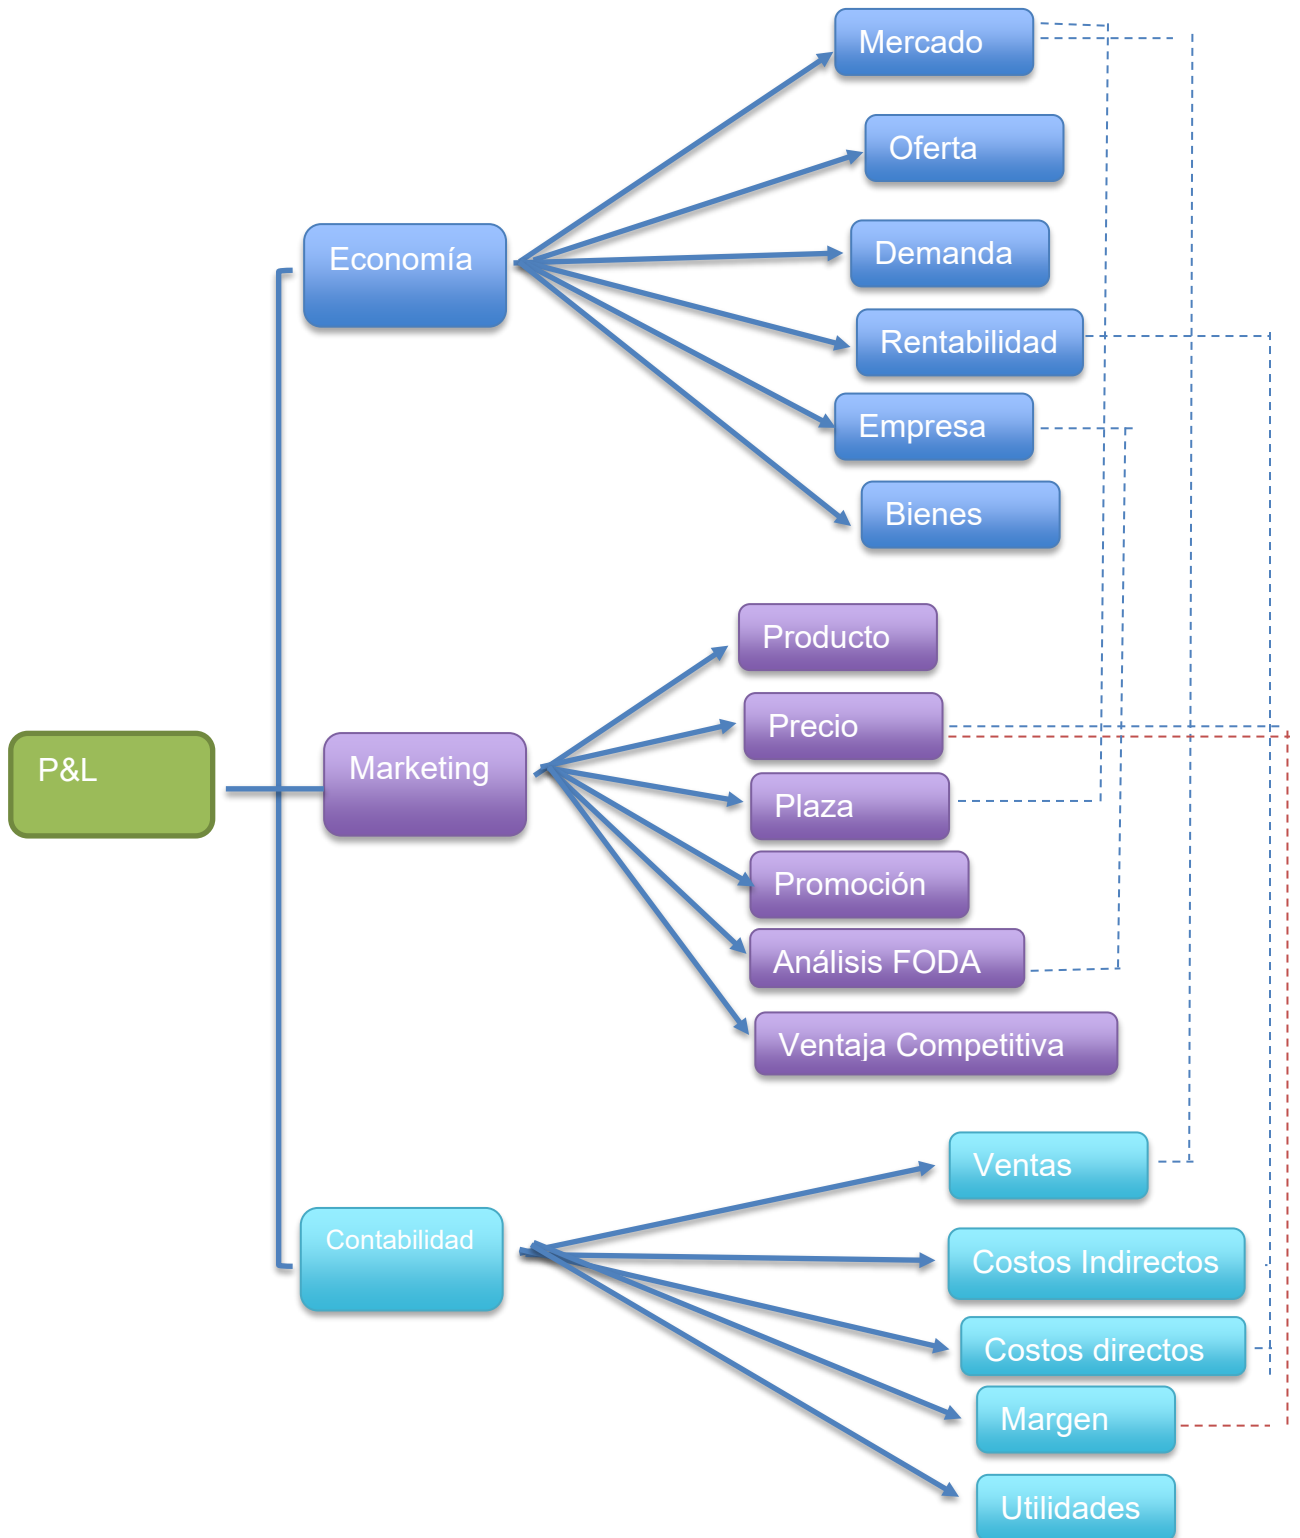 Mercado
Oferta
Economía
Demanda
Rentabilidad
Empresa
Bienes
Producto
Precio
P&L
Marketing
Plaza
Promoción
Análisis FODA
Ventaja Competitiva
Ventas
Contabilidad
Costos Indirectos
Costos directos
Margen
Utilidades